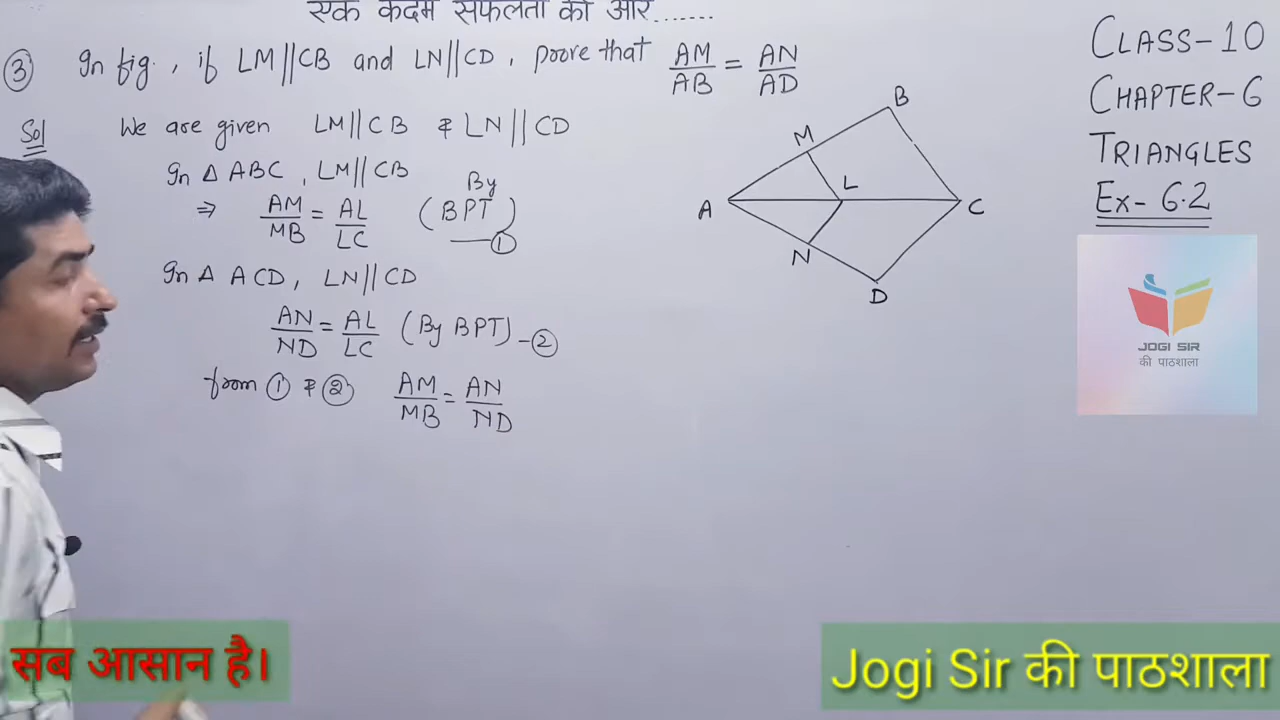 एक कदम सफलता की ओर.......
③ In fig., if LM||CB and LN||CD, prove that AM/AB = AN/AD
Sol We are given LM||CB & LN||CD
In Δ ABC, LM||CB
⇒ AM/MB = AL/LC (By BPT) —①
In Δ ACD, LN||CD
AN/ND = AL/LC (By BPT) –②
from ① & ② AM/MB = AN/ND
A
M
B
L
C
N
D
CLASS-10
CHAPTER-6
TRIANGLES
Ex- 6.2
JOGI SIR
की पाठशाला
सब आसान है।
Jogi Sir की पाठशाला